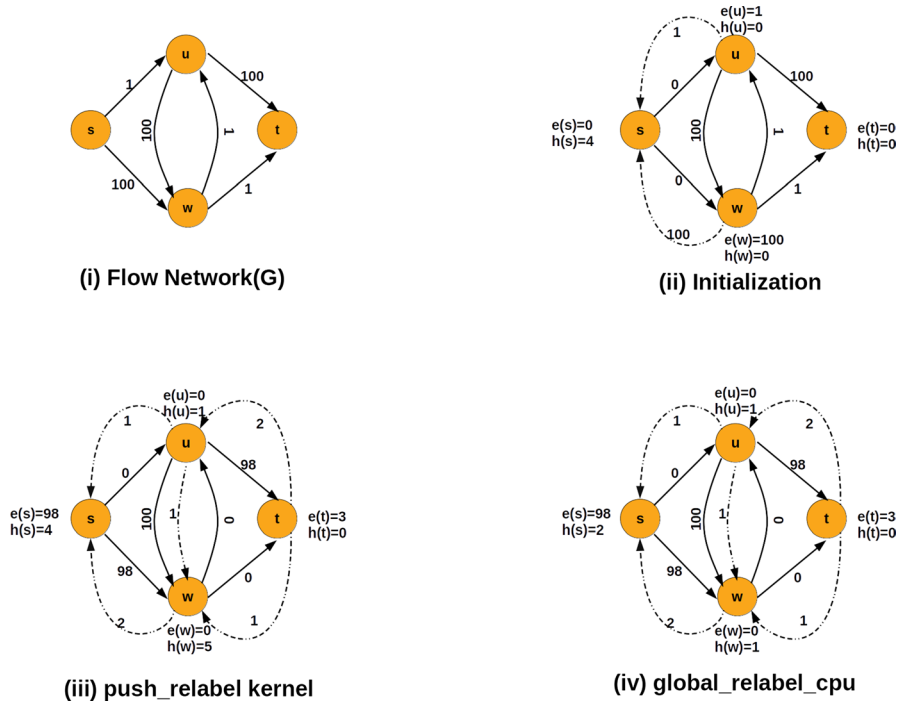 u
1
100
s
100
1
t
100
1
w
(i) Flow Network(G)
e(u)=1
h(u)=0
1
u
0
100
e(s)=0
h(s)=4
s
100
1
t
e(t)=0
h(t)=0
0
1
w
100
e(w)=100
h(w)=0
(ii) Initialization
e(u)=0
h(u)=1
1
2
u
0
98
e(s)=98
h(s)=4
s
100
1
0
t
e(t)=3
h(t)=0
98
0
w
2
1
e(w)=0
h(w)=5
(iii) push_relabel kernel
e(u)=0
h(u)=1
1
2
u
0
98
e(s)=98
h(s)=2
s
100
1
0
t
e(t)=3
h(t)=0
98
0
w
2
1
e(w)=0
h(w)=1
(iv) global_relabel_cpu